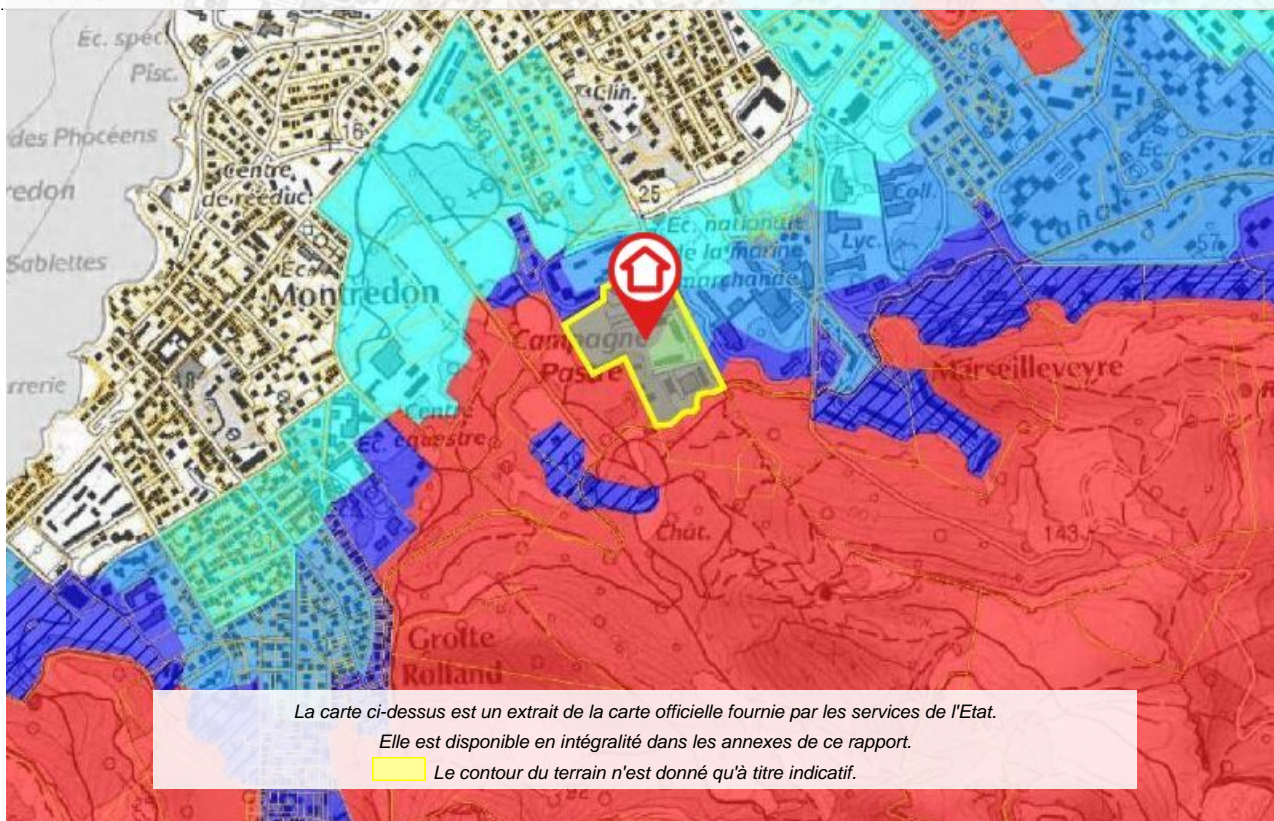 Éc. spéc.
Pisc.
Clin.
des Phocéens
16
redon
Centre
de rééduc.
25
Coll.
Éc.
Éc. nationale
de la marine
marchande
Lyc.
57
Sablettes
Éc.
Montredon
Campagne
Pastré
Marseilleveyre
rrerie
Centre
équestre
Éc.
Chât.
143
Grotte
Rolland
La carte ci-dessus est un extrait de la carte officielle fournie par les services de l'Etat.
Elle est disponible en intégralité dans les annexes de ce rapport.
Le contour du terrain n'est donné qu'à titre indicatif.